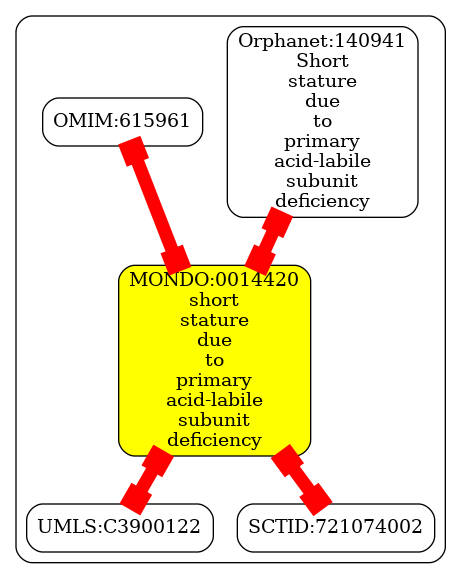 Orphanet:140941
Short
stature
due
to
primary
acid-labile
subunit
deficiency
OMIM:615961
MONDO:0014420
short
stature
due
to
primary
acid-labile
subunit
deficiency
UMLS:C3900122
SCTID:721074002